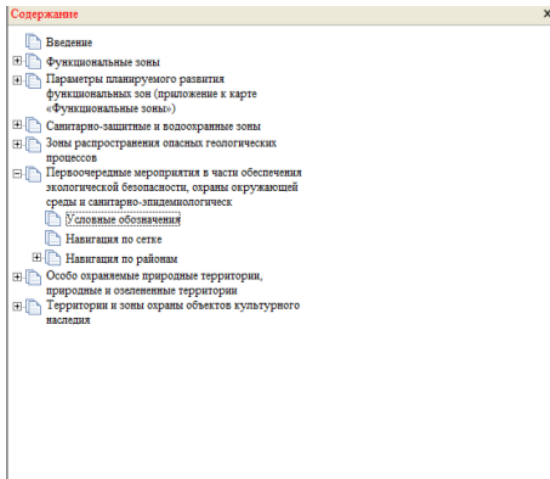 Содержание x
Введение
Функциональные зоны
Параметры планируемого развития
функциональных зон (приложение к карте
«Функциональные зоны»)
Санитарно-защитные и водоохранные зоны
Зоны распространения опасных геологических
процессов
Первоочередные мероприятия в части обеспечения
экологической безопасности, охраны окружающей
среды и санитарно-эпидемиологическ
Условные обозначения
Навигация по сетке
Навигация по районам
Особо охраняемые природные территории,
природные и озелененные территории
Территории и зоны охраны объектов культурного
наследия